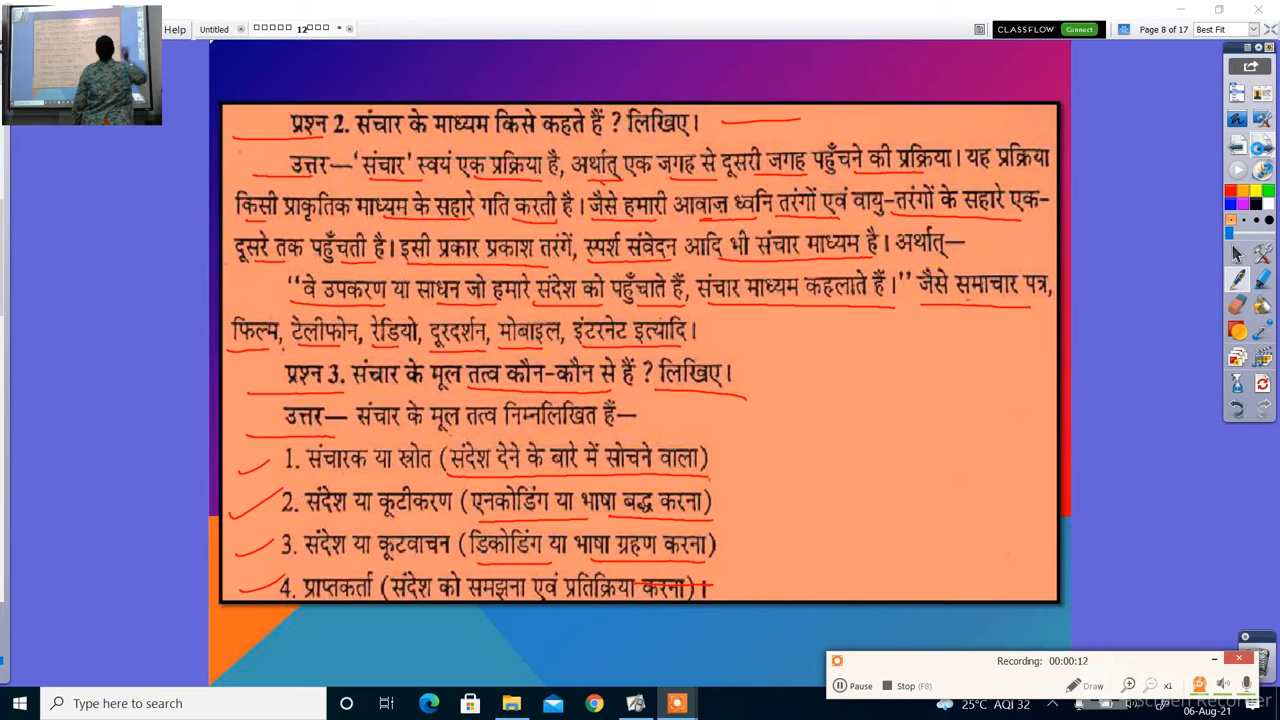 Help
Untitled
12
*
CLASSFLOW Connect
Page 8 of 17
Best Fit
प्रश्न 2. संचार के माध्यम किसे कहते हैं ? लिखिए।
उत्तर—'संचार' स्वयं एक प्रक्रिया है, अर्थात् एक जगह से दूसरी जगह पहुँचने की प्रक्रिया। यह प्रक्रिया
किसी प्राकृतिक माध्यम के सहारे गति करती है। जैसे हमारी आवाज ध्वनि तरंगों एवं वायु-तरंगों के सहारे एक-
दूसरे तक पहुँचती है। इसी प्रकार प्रकाश तरंगें, स्पर्श संवेदन आदि भी संचार माध्यम है। अर्थात्—
"वे उपकरण या साधन जो हमारे संदेश को पहुँचाते हैं, संचार माध्यम कहलाते हैं।" जैसे समाचार पत्र,
फिल्म, टेलीफोन, रेडियो, दूरदर्शन, मोबाइल, इंटरनेट इत्यादि।
प्रश्न 3. संचार के मूल तत्व कौन-कौन से हैं ? लिखिए।
उत्तर— संचार के मूल तत्व निम्नलिखित हैं—
1. संचारक या स्रोत (संदेश देने के बारे में सोचने वाला)
2. संदेश या कूटीकरण (एनकोडिंग या भाषा बद्ध करना)
3. संदेश या कूटवाचन (डिकोडिंग या भाषा ग्रहण करना)
4. प्राप्तकर्ता (संदेश को समझना एवं प्रतिक्रिया करना)।
Recording: 00:00:12
Pause
Stop (F8)
Draw
x1
Type here to search
25°C AQI 32
06-Aug-21
Screen Recorder